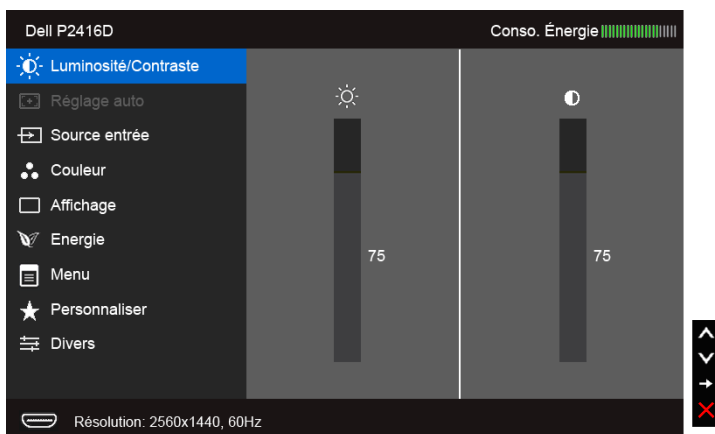 Dell P2416D
Conso. Énergie
Luminosité/Contraste
Réglage auto
Source entrée
Couleur
Affichage
Energie
Menu
Personnaliser
Divers
75
75
Résolution: 2560x1440, 60Hz